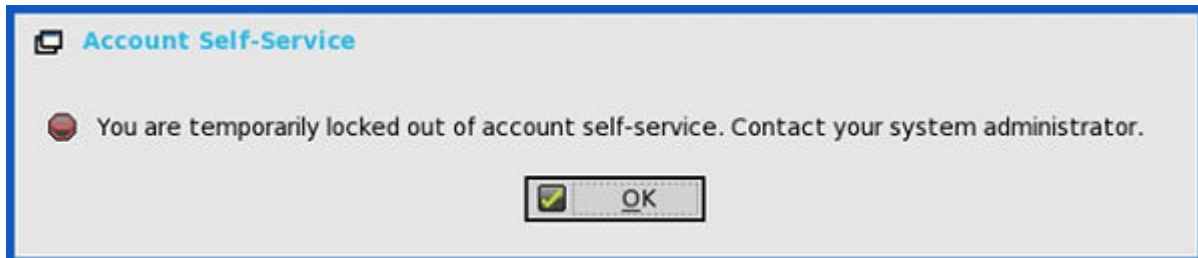 Account Self-Service
You are temporarily locked out of account self-service. Contact your system administrator.
OK